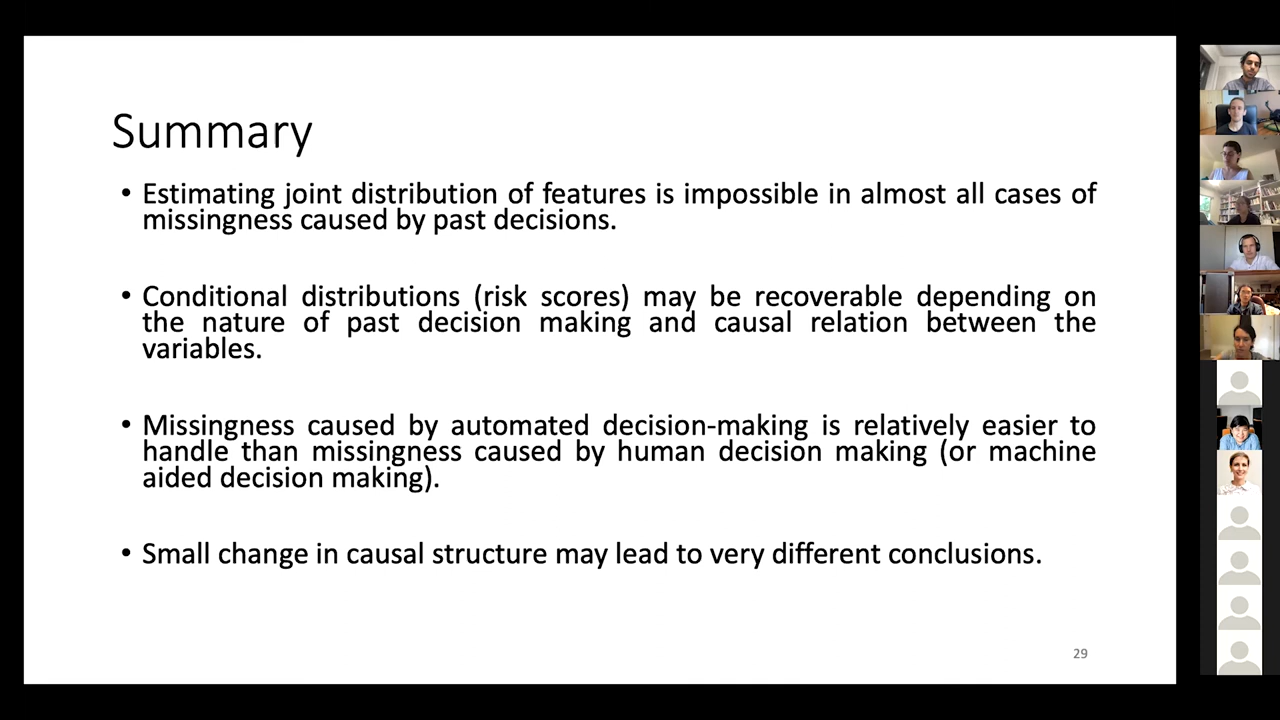 Summary
• Estimating joint distribution of features is impossible in almost all cases of
missingness caused by past decisions.
• Conditional distributions (risk scores) may be recoverable depending on
the nature of past decision making and causal relation between the
variables.
• Missingness caused by automated decision-making is relatively easier to
handle than missingness caused by human decision making (or machine
aided decision making).
• Small change in causal structure may lead to very different conclusions.
29